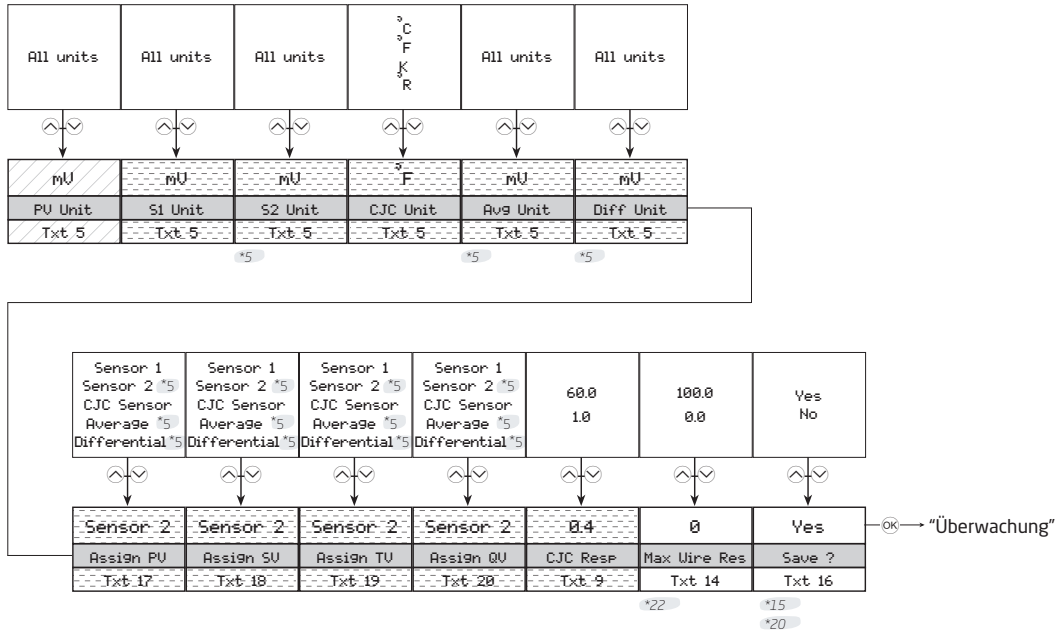 All units All units All units °C All units All units
°F
°K
°R
mV mV mV °F mV mV
PV Unit S1 Unit S2 Unit CJC Unit Avg Unit Diff Unit
Txt 5 Txt 5 Txt 5 Txt 5 Txt 5 Txt 5
*5 *5 *5
Sensor 1 Sensor 1 Sensor 1 Sensor 1
Sensor 2 *5 Sensor 2 *5 Sensor 2 *5 Sensor 2 *5 60.0 100.0 Yes
CJC Sensor CJC Sensor CJC Sensor CJC Sensor 1.0 0.0 No
Average *5 Average *5 Average *5 Average *5
Differential *5 Differential *5 Differential *5 Differential *5
Sensor 2 Sensor 2 Sensor 2 Sensor 2 0.4 0 Yes OK "Überwachung"
Assign PV Assign SV Assign TV Assign QV CJC Resp Max Wire Res Save ?
Txt 17 Txt 18 Txt 19 Txt 20 Txt 9 Txt 14 Txt 16
*22 *15
*20